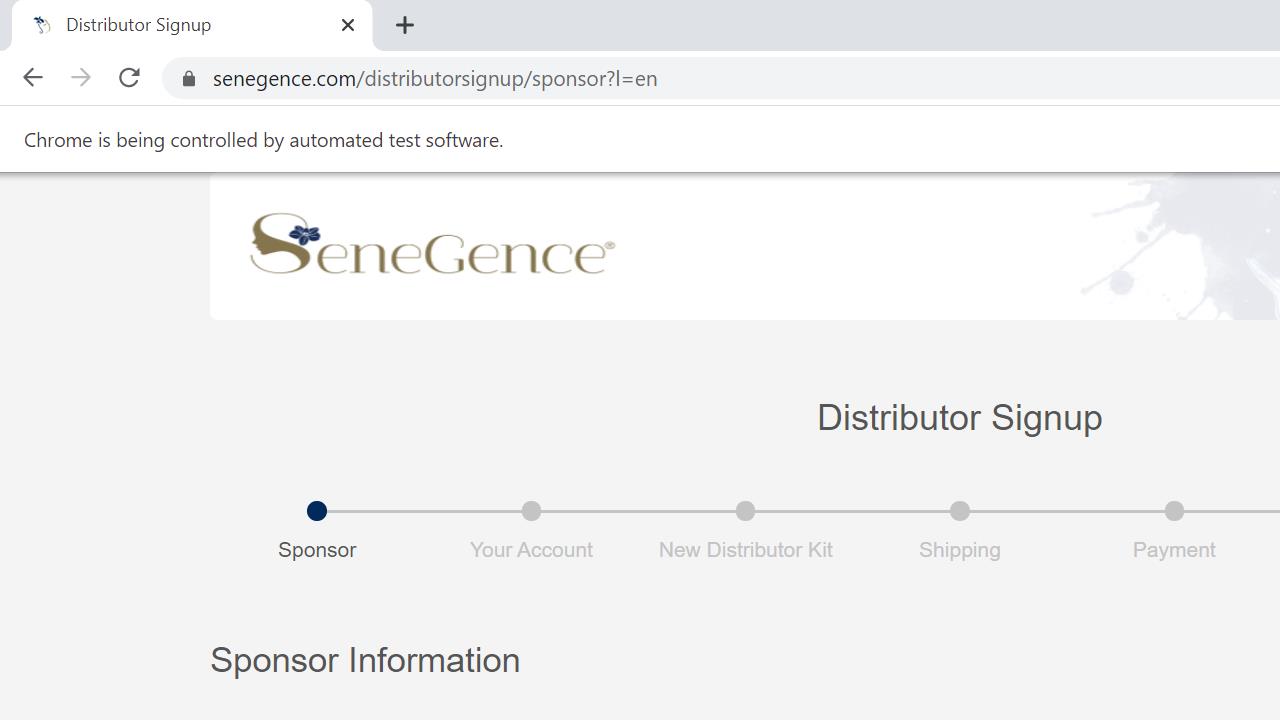 Distributor Signup
senegence.com/distributorsignup/sponsor?l=en
Chrome is being controlled by automated test software.
SeneGence®
Distributor Signup
Sponsor
Your Account
New Distributor Kit
Shipping
Payment
Sponsor Information